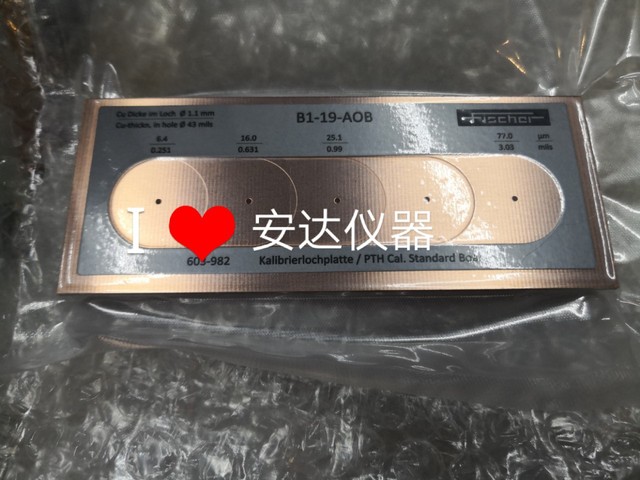 Cu Dicke im Loch Ø 1.1 mm
Cu-thickn. in hole Ø 43 mils
B1-19-AOB
Fischer
6.4 16.0 25.1 77.0 µm
0.251 0.631 0.99 3.03 mils
I ❤ 安达仪器
603-982 Kalibrierlochplatte / PTH Cal. Standard